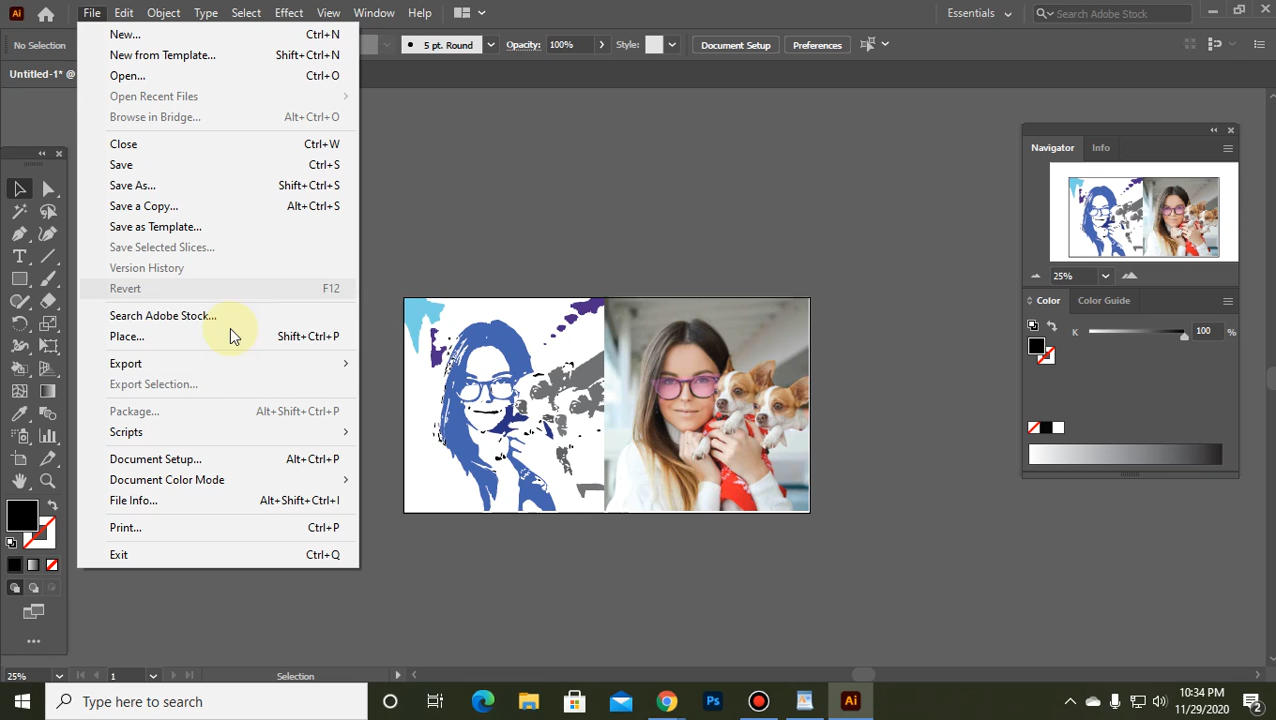 Ai
File Edit Object Type Select Effect View Window Help
Essentials
Search Adobe Stock
No Selection
5 pt. Round
Opacity: 100%
Style:
Document Setup
Preferences
Untitled-1* @
New... Ctrl+N
New from Template... Shift+Ctrl+N
Open... Ctrl+O
Open Recent Files
Browse in Bridge... Alt+Ctrl+O
Close Ctrl+W
Save Ctrl+S
Save As... Shift+Ctrl+S
Save a Copy... Alt+Ctrl+S
Save as Template...
Save Selected Slices...
Version History
Revert F12
Search Adobe Stock...
Place... Shift+Ctrl+P
Export
Export Selection...
Package... Alt+Shift+Ctrl+P
Scripts
Document Setup... Alt+Ctrl+P
Document Color Mode
File Info... Alt+Shift+Ctrl+I
Print... Ctrl+P
Exit Ctrl+Q
Navigator Info
25%
Color Color Guide
K 100 %
25%
1
Selection
Type here to search
Ps
Ai
10:34 PM
11/29/2020
2